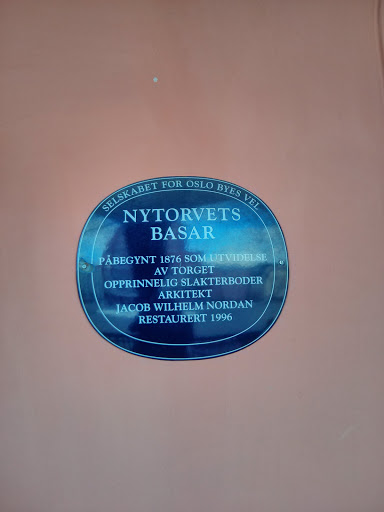 SELSKABET FOR OSLO BYES VEL
NYTORVETS
BASAR
PÅBEGYNT 1876 SOM UTVIDELSE
AV TORGET
OPPRINNELIG SLAKTERBODER
ARKITEKT
JACOB WILHELM NORDAN
RESTAURERT 1996